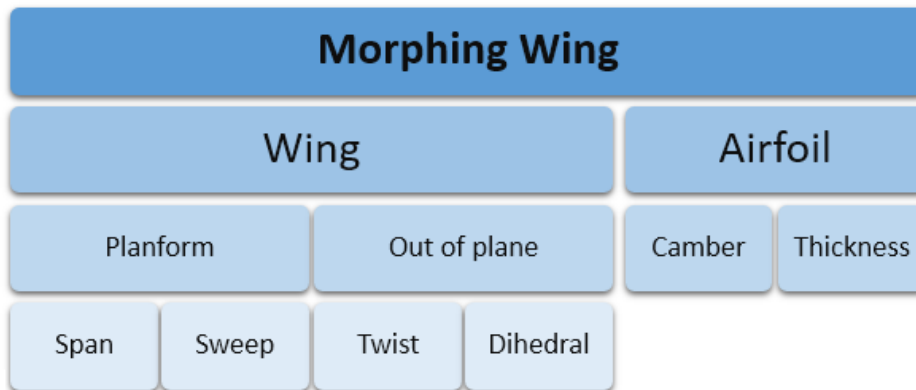 Morphing Wing
Wing
Airfoil
Planform
Out of plane
Camber
Thickness
Span
Sweep
Twist
Dihedral